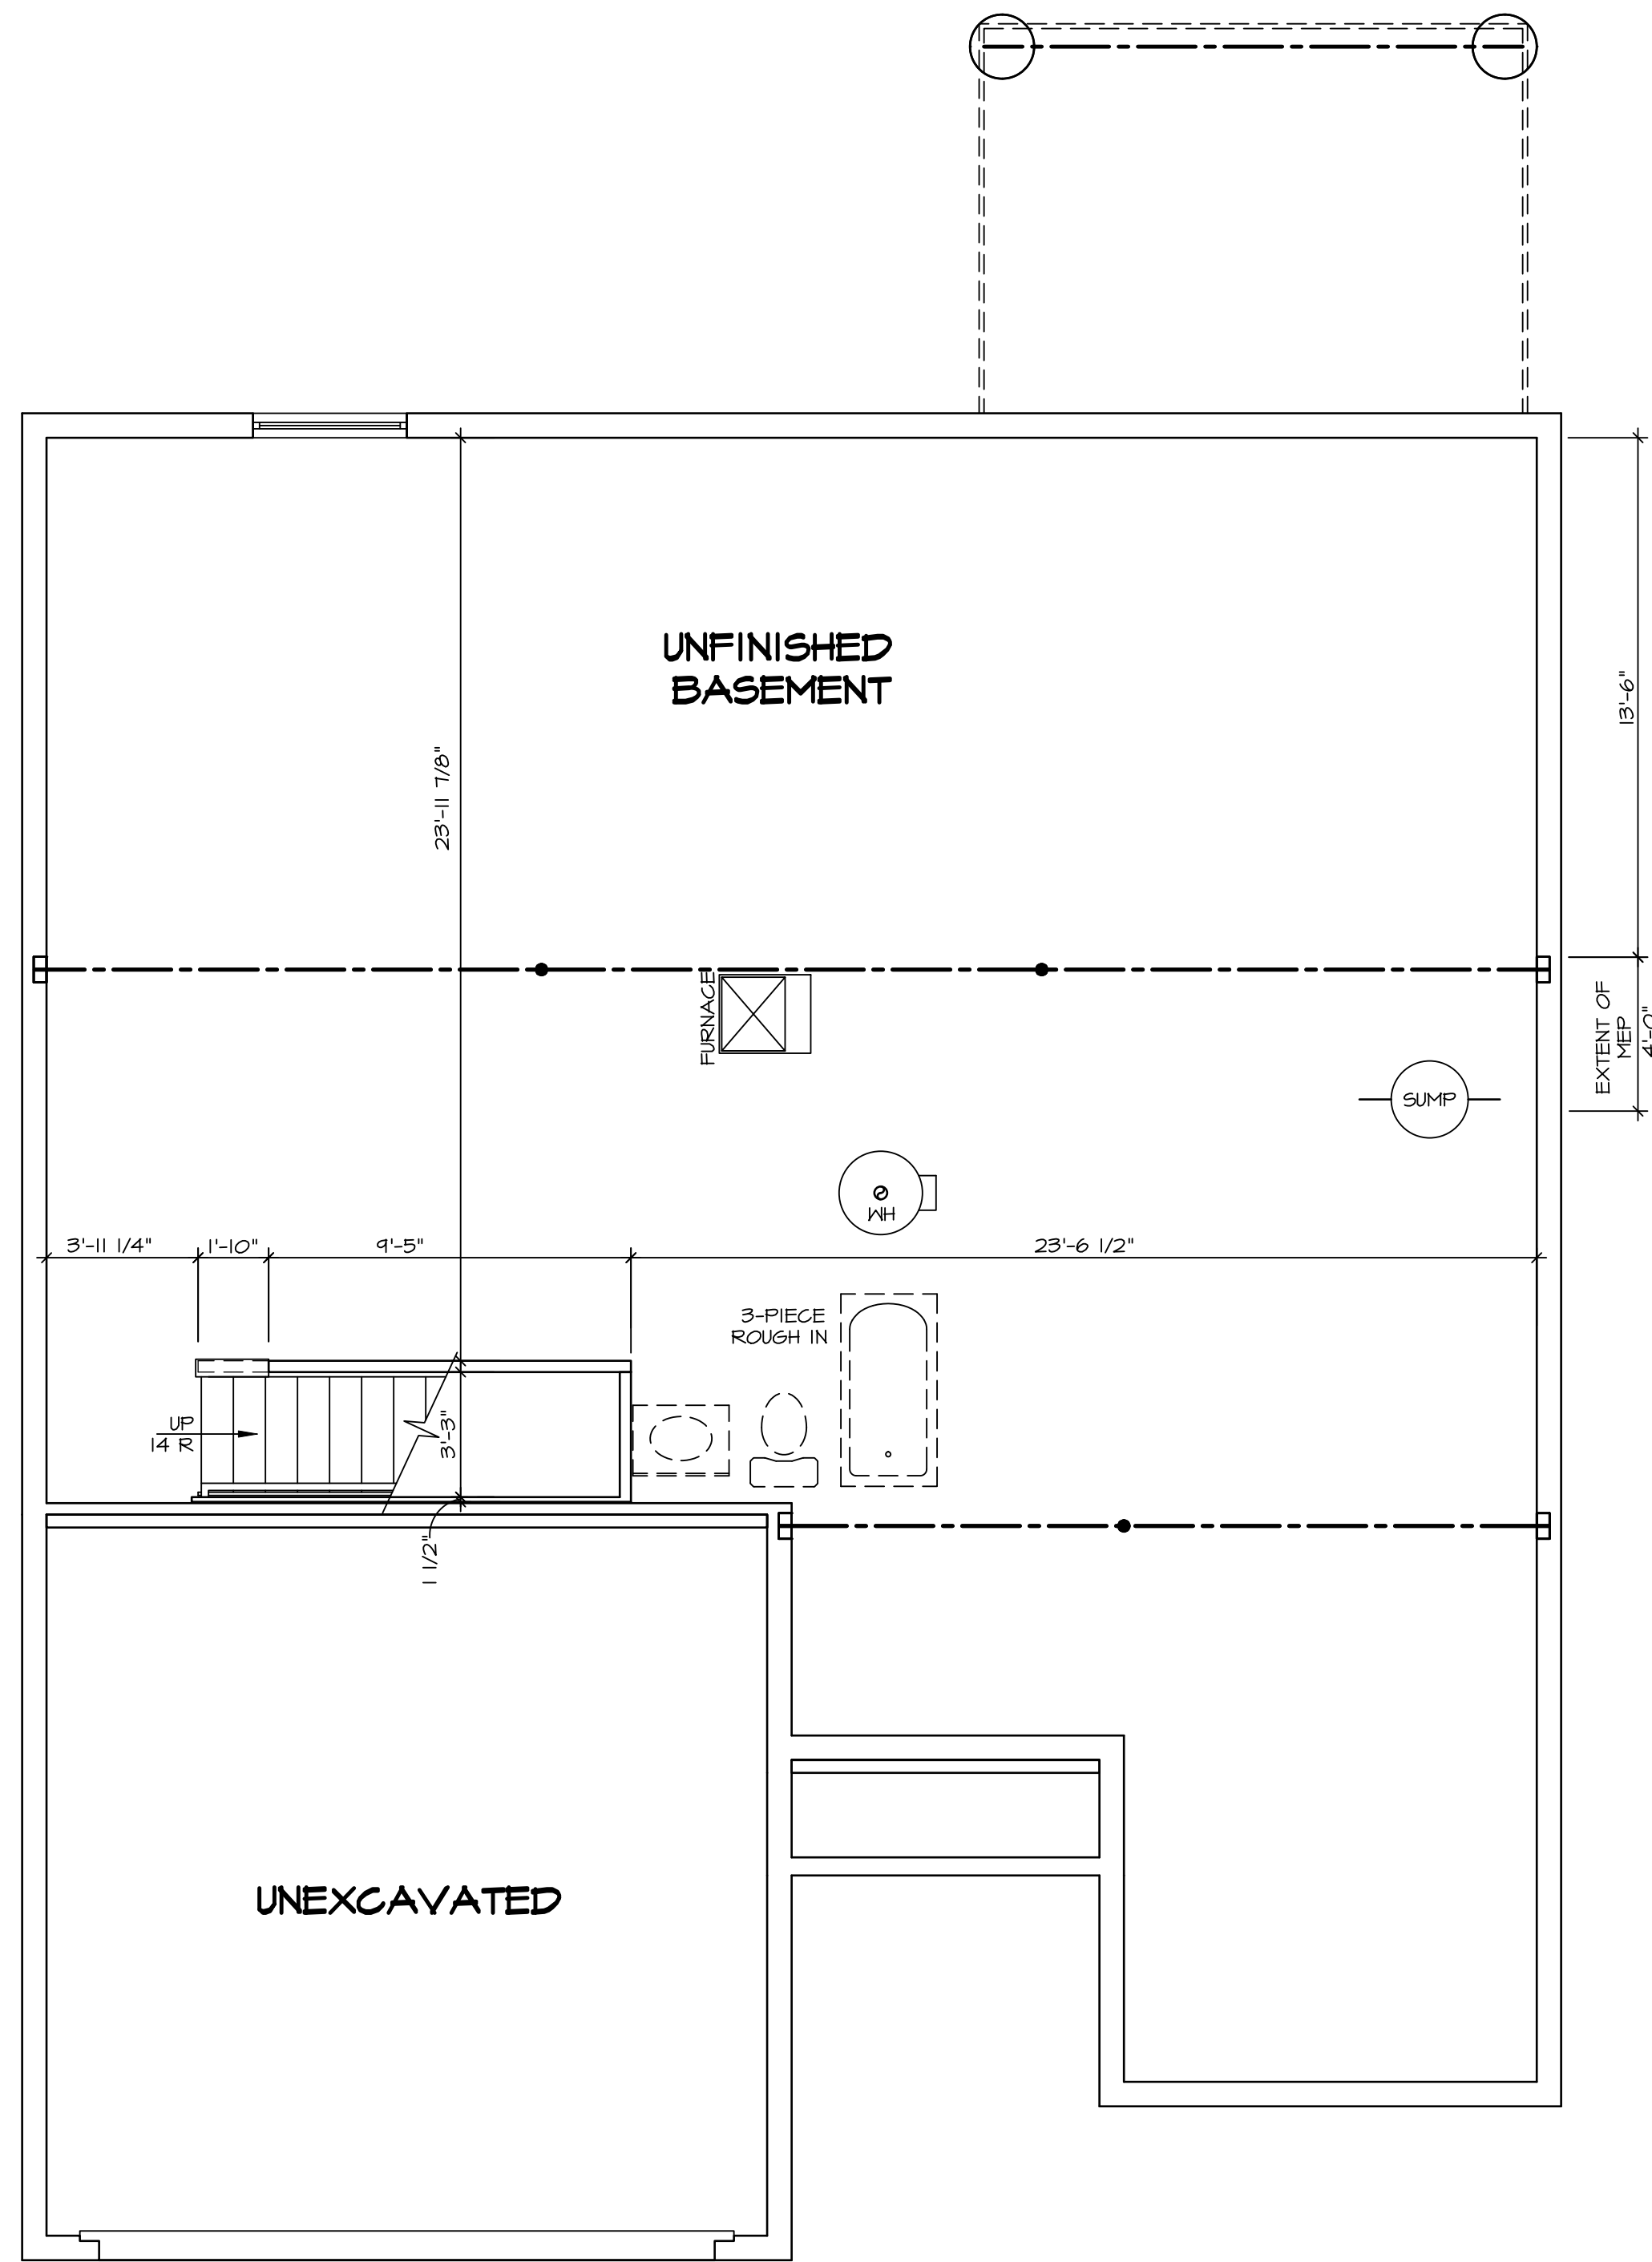 UNFINISHED
BASEMENT
23'-11 7/8"
13'-6"
FURNACE
EXTENT OF
MEP
4'-0"
SUMP
WH
3'-11 1/4"
1'-10"
9'-5"
23'-6 1/2"
3-PIECE
ROUGH IN
UP
14 R
3'-3"
1 1/2"
UNEXCAVATED